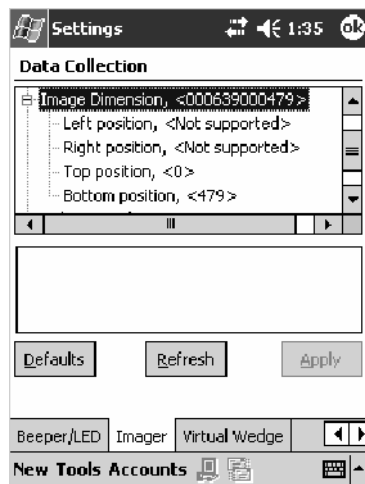 Settings 1:35 ok
Data Collection
Image Dimension, <000639000479>
Left position, <Not supported>
Right position, <Not supported>
Top position, <0>
Bottom position, <479>
Defaults Refresh Apply
Beeper/LED Imager Virtual Wedge
New Tools Accounts